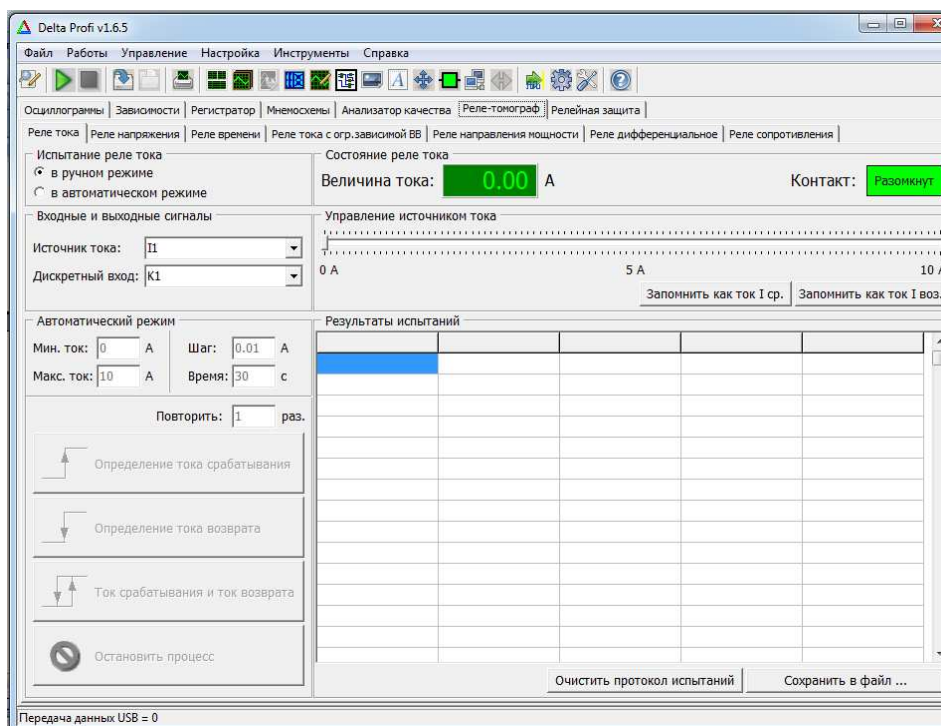 Delta Profi v1.6.5
Файл Работы Управление Настройка Инструменты Справка
Осциллограммы Зависимости Регистратор Мнемосхемы Анализатор качества Реле-томограф Релейная защита
Реле тока Реле напряжения Реле времени Реле тока с огр.зависимой ВВ Реле направления мощности Реле дифференциальное Реле сопротивления
Испытание реле тока
в ручном режиме
в автоматическом режиме
Состояние реле тока
Величина тока: 0.00 А Контакт: Разомкнут
Входные и выходные сигналы
Источник тока: I1
Дискретный вход: K1
Управление источником тока
0 А 5 А 10 А
Запомнить как ток I ср. Запомнить как ток I воз.
Автоматический режим
Мин. ток: 0 А Шаг: 0.01 А
Макс. ток: 10 А Время: 30 с
Повторить: 1 раз.
Определение тока срабатывания
Определение тока возврата
Ток срабатывания и ток возврата
Остановить процесс
Результаты испытаний
Очистить протокол испытаний Сохранить в файл ...
Передача данных USB = 0